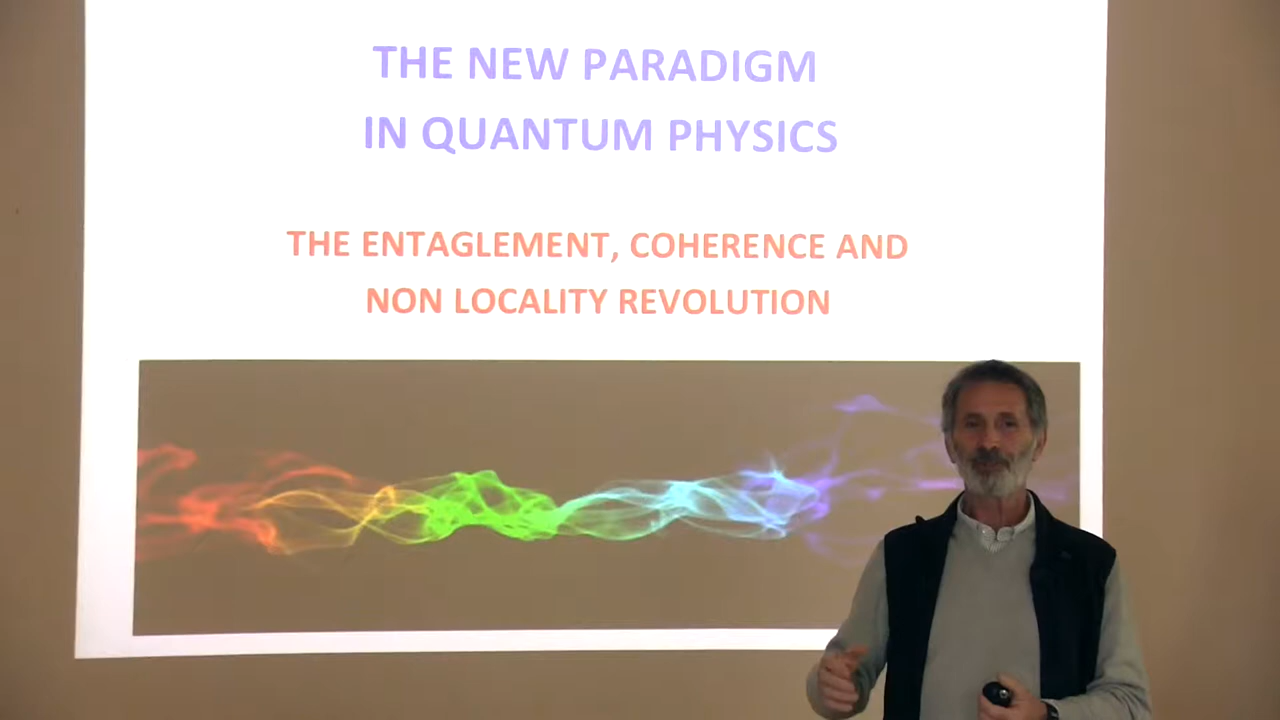 THE NEW PARADIGM
IN QUANTUM PHYSICS
THE ENTAGLEMENT, COHERENCE AND
NON LOCALITY REVOLUTION